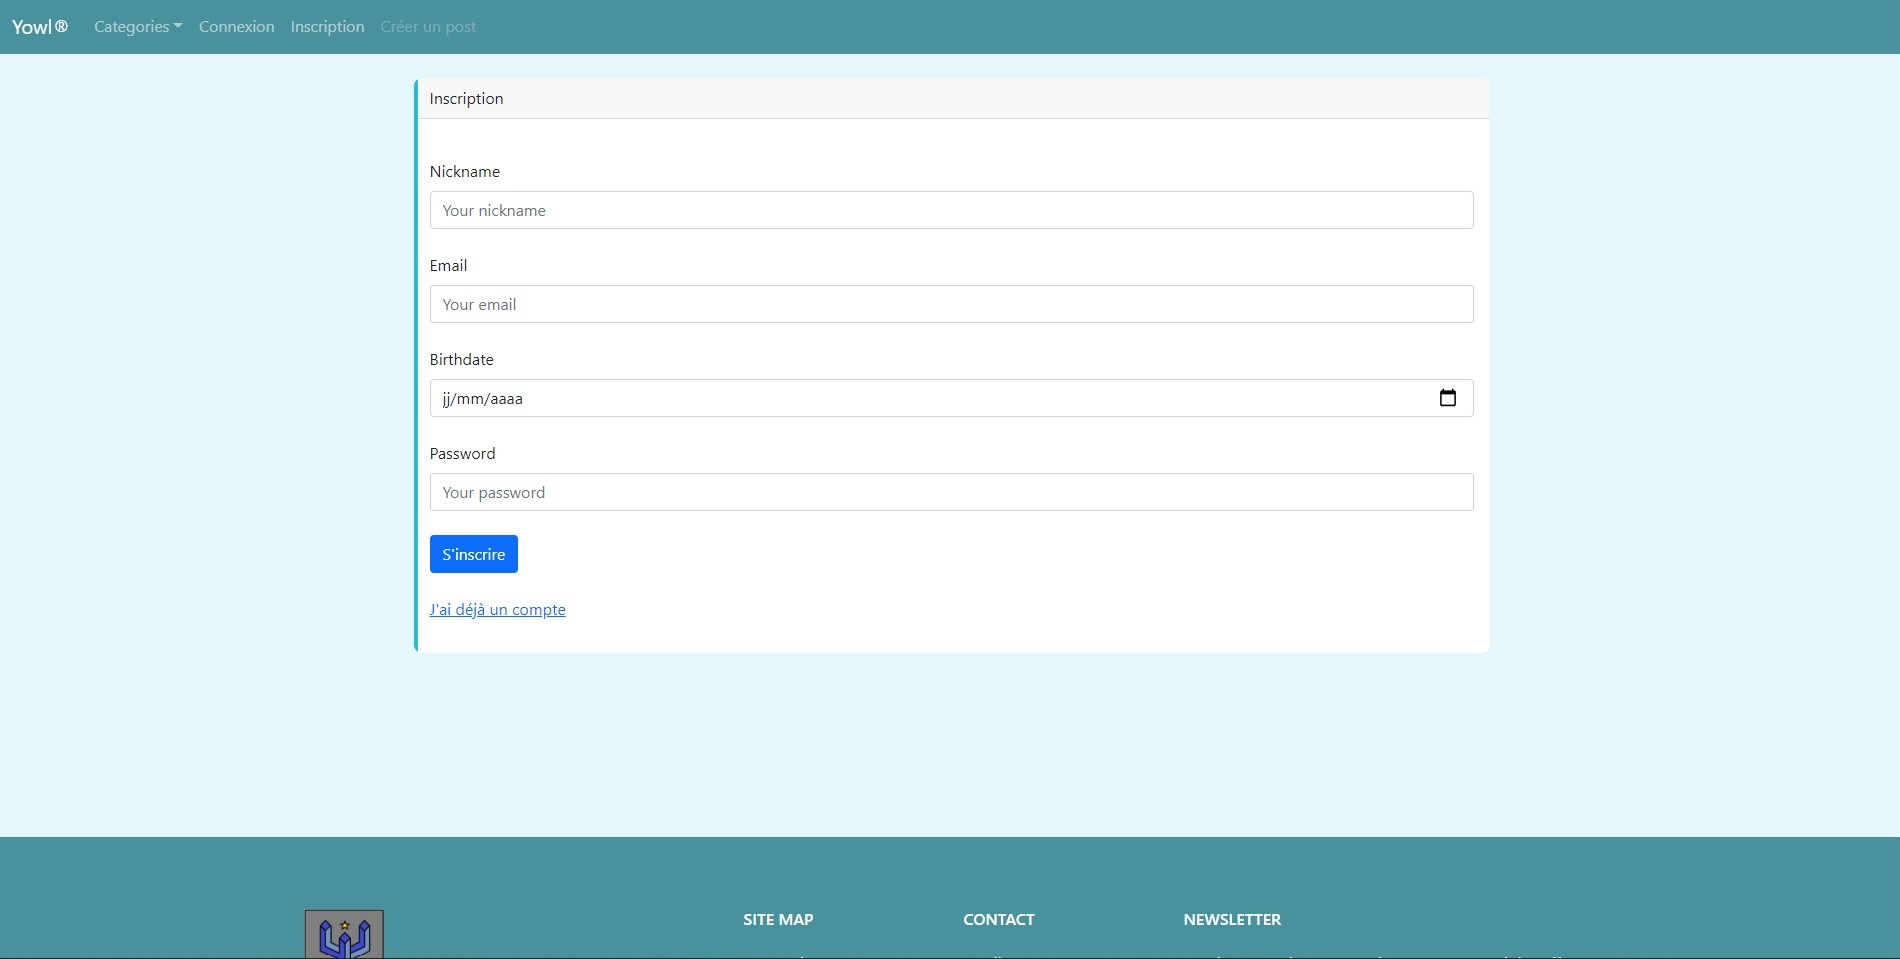 Yowl® Categories Connexion Inscription Créer un post
Inscription
Nickname
Your nickname
Email
Your email
Birthdate
jj/mm/aaaa
Password
Your password
S'inscrire
J'ai déjà un compte
SITE MAP CONTACT NEWSLETTER